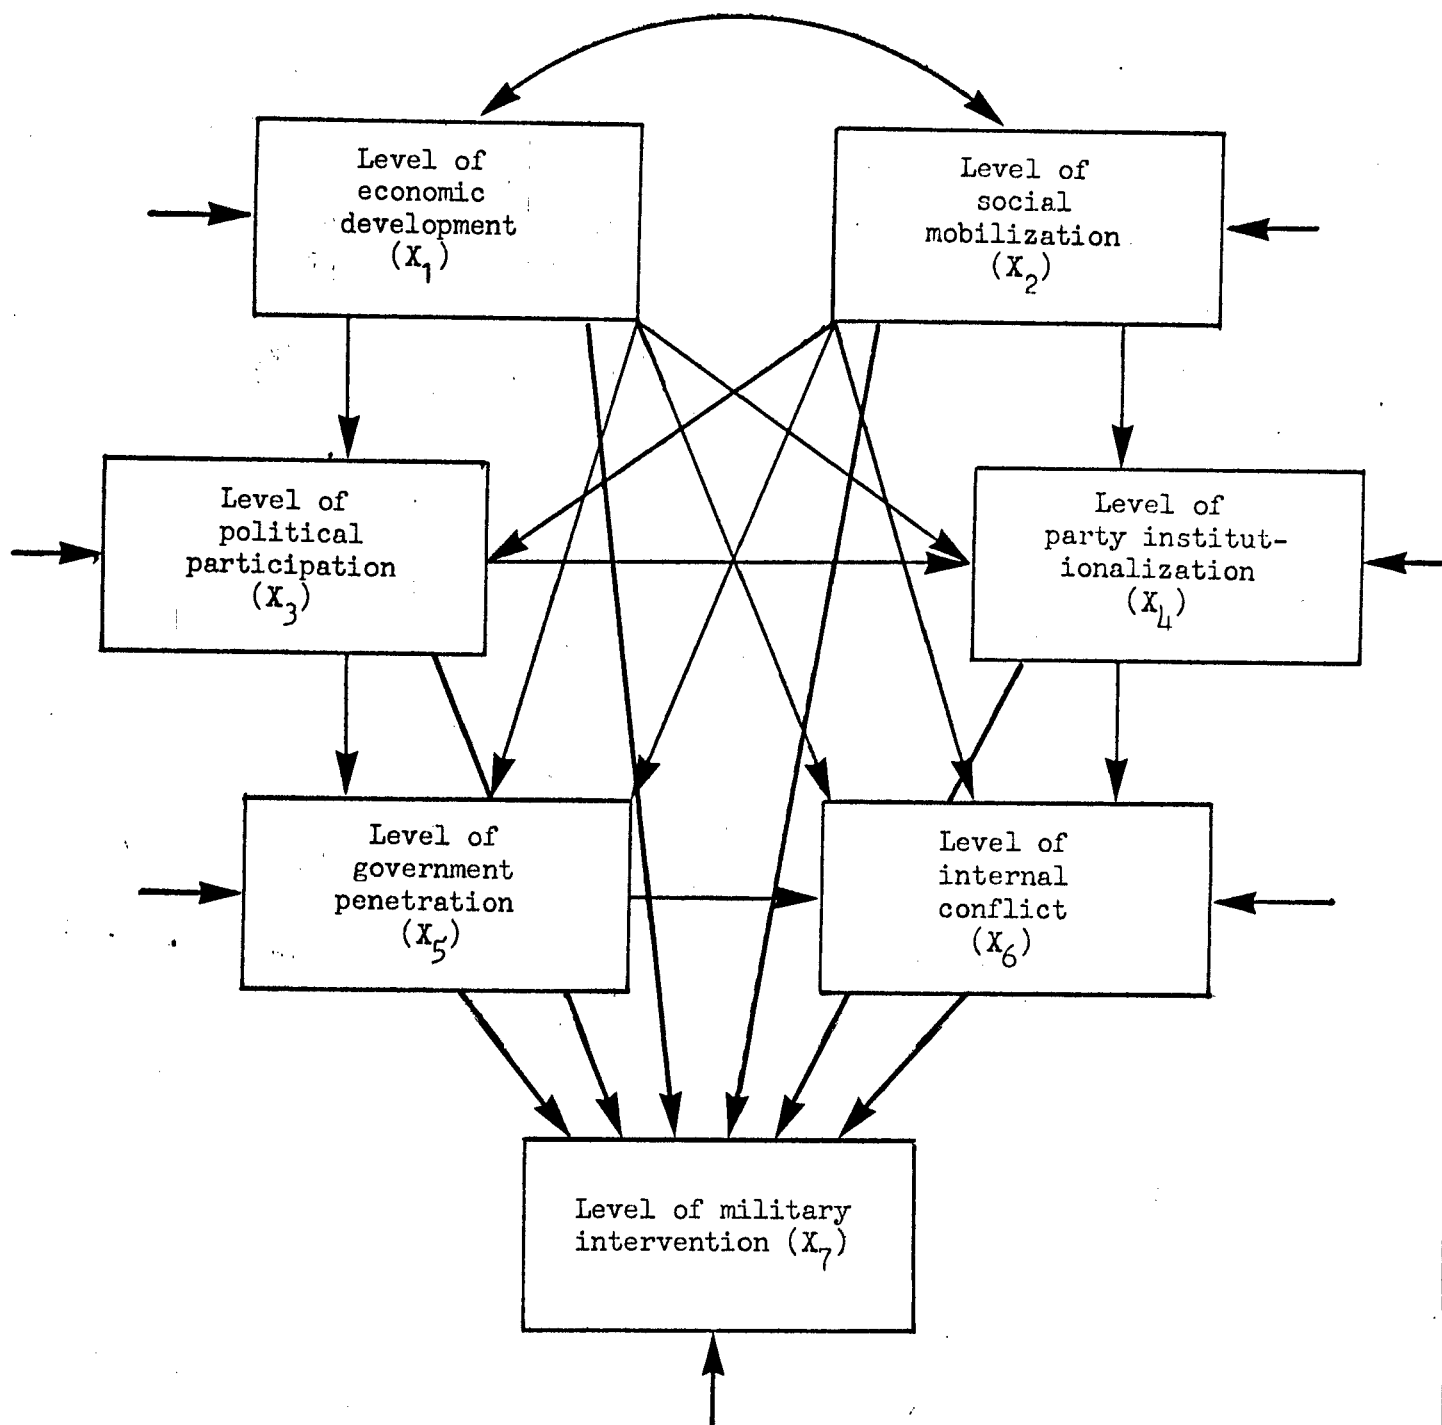 Level of
economic
development
(X1)
Level of
social
mobilization
(X2)
Level of
political
participation
(X3)
Level of
party institut-
ionalization
(X4)
Level of
government
penetration
(X5)
Level of
internal
conflict
(X6)
Level of military
intervention (X7)